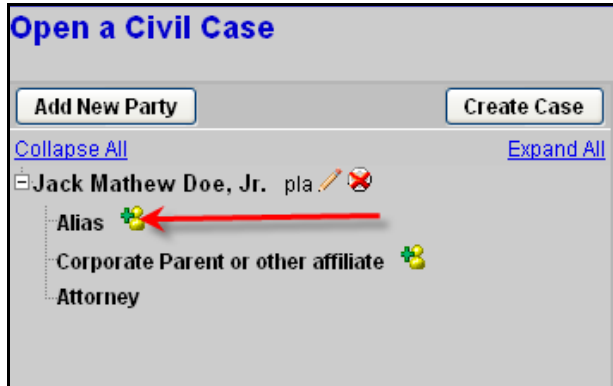 Open a Civil Case
Add New Party Create Case
Collapse All Expand All
Jack Mathew Doe, Jr. pla
Alias
Corporate Parent or other affiliate
Attorney